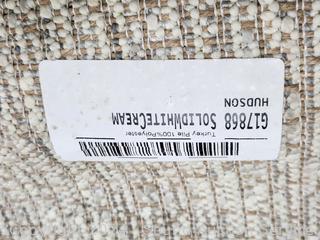 HUDSON
G17868 SOLIDWHITECREAM
Turkey Pile 100%Polyester